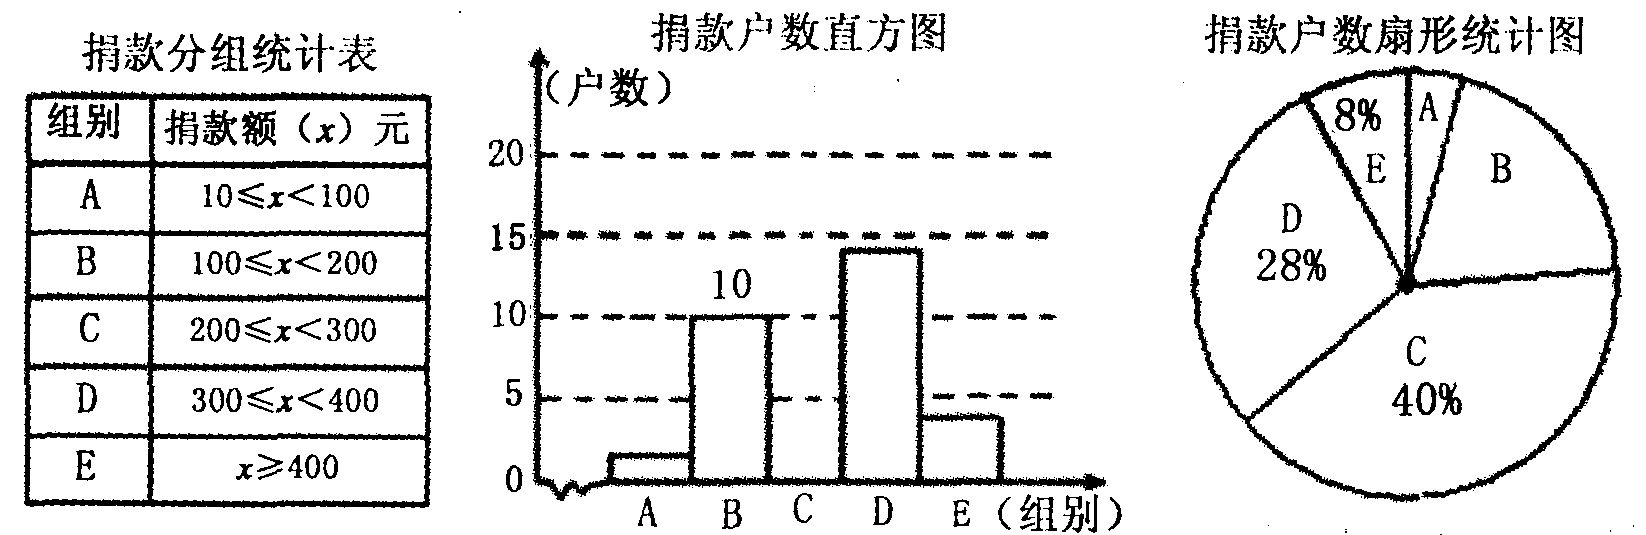 捐款分组统计表
组别 捐款额（x）元
A 10≤x<100
B 100≤x<200
C 200≤x<300
D 300≤x<400
E x≥400
捐款户数直方图
（户数）
20
15
10
10
5
0
A B C D E（组别）
捐款户数扇形统计图
8%
A
E
B
D
28%
C
40%